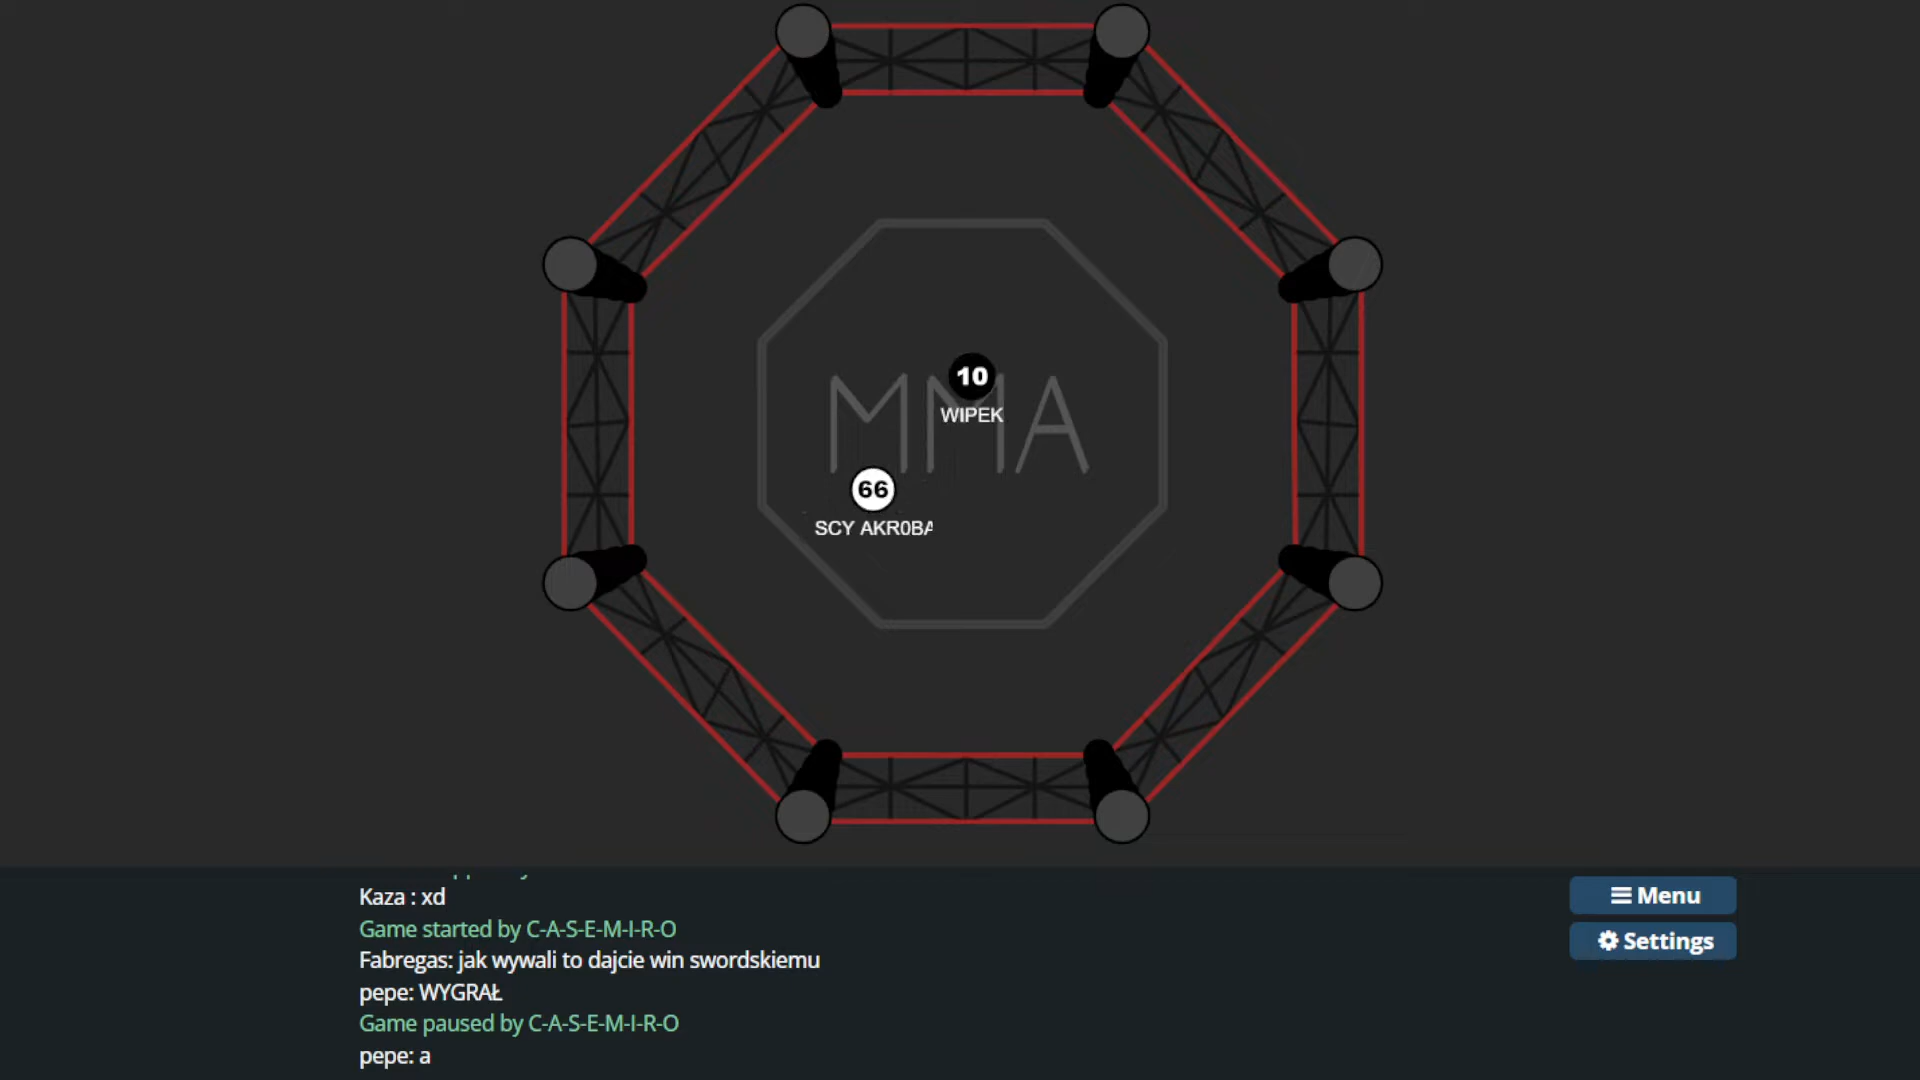 MMA
10
WIPEK
66
SCY AKR0BA
Kaza : xd
Game started by C-A-S-E-M-I-R-O
Fabregas: jak wywali to dajcie win swordskiemu
pepe: WYGRAŁ
Game paused by C-A-S-E-M-I-R-O
pepe: a
Menu
Settings